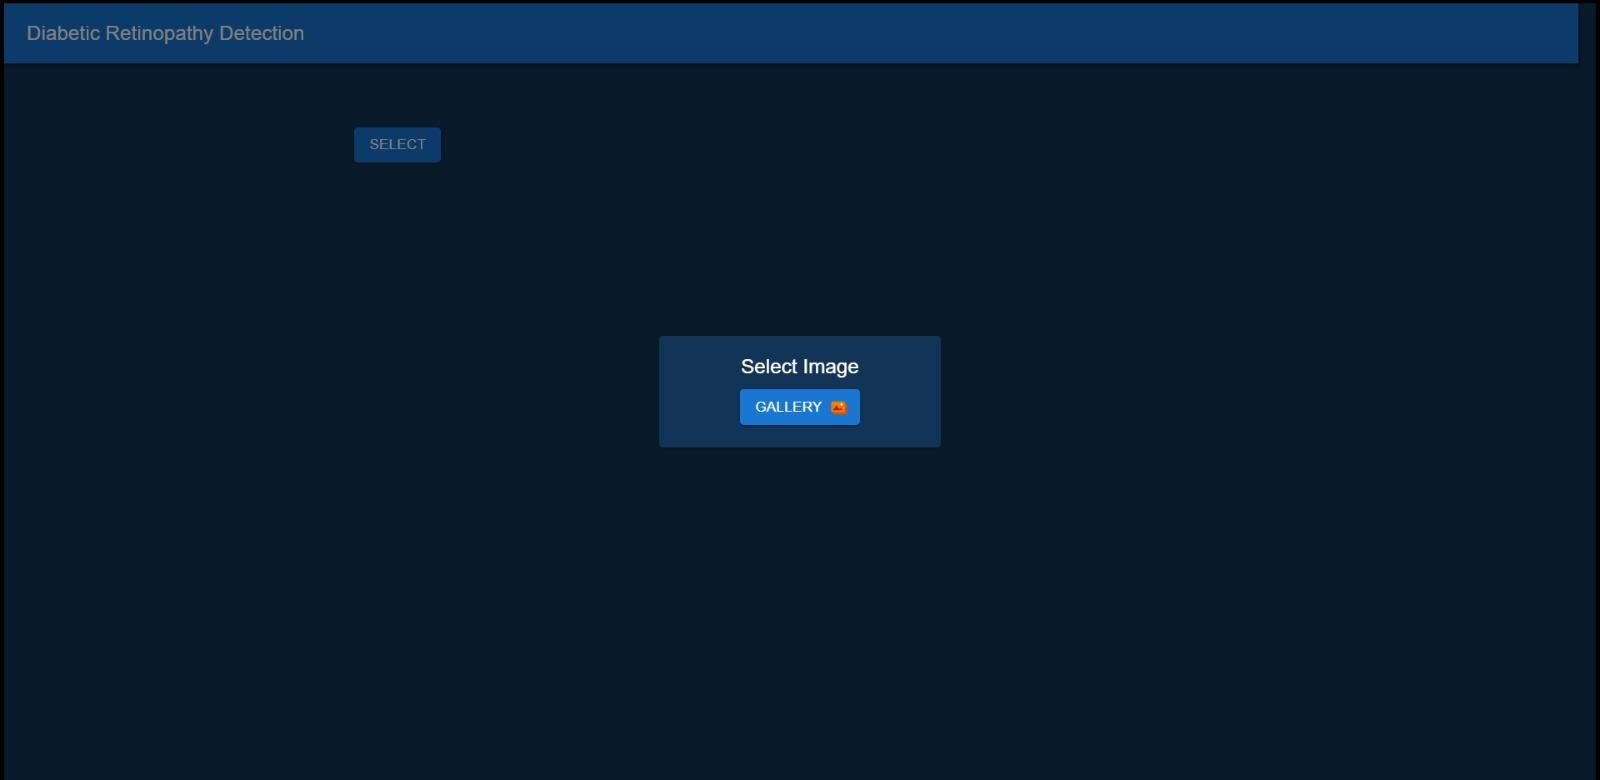 Diabetic Retinopathy Detection
SELECT
Select Image
GALLERY